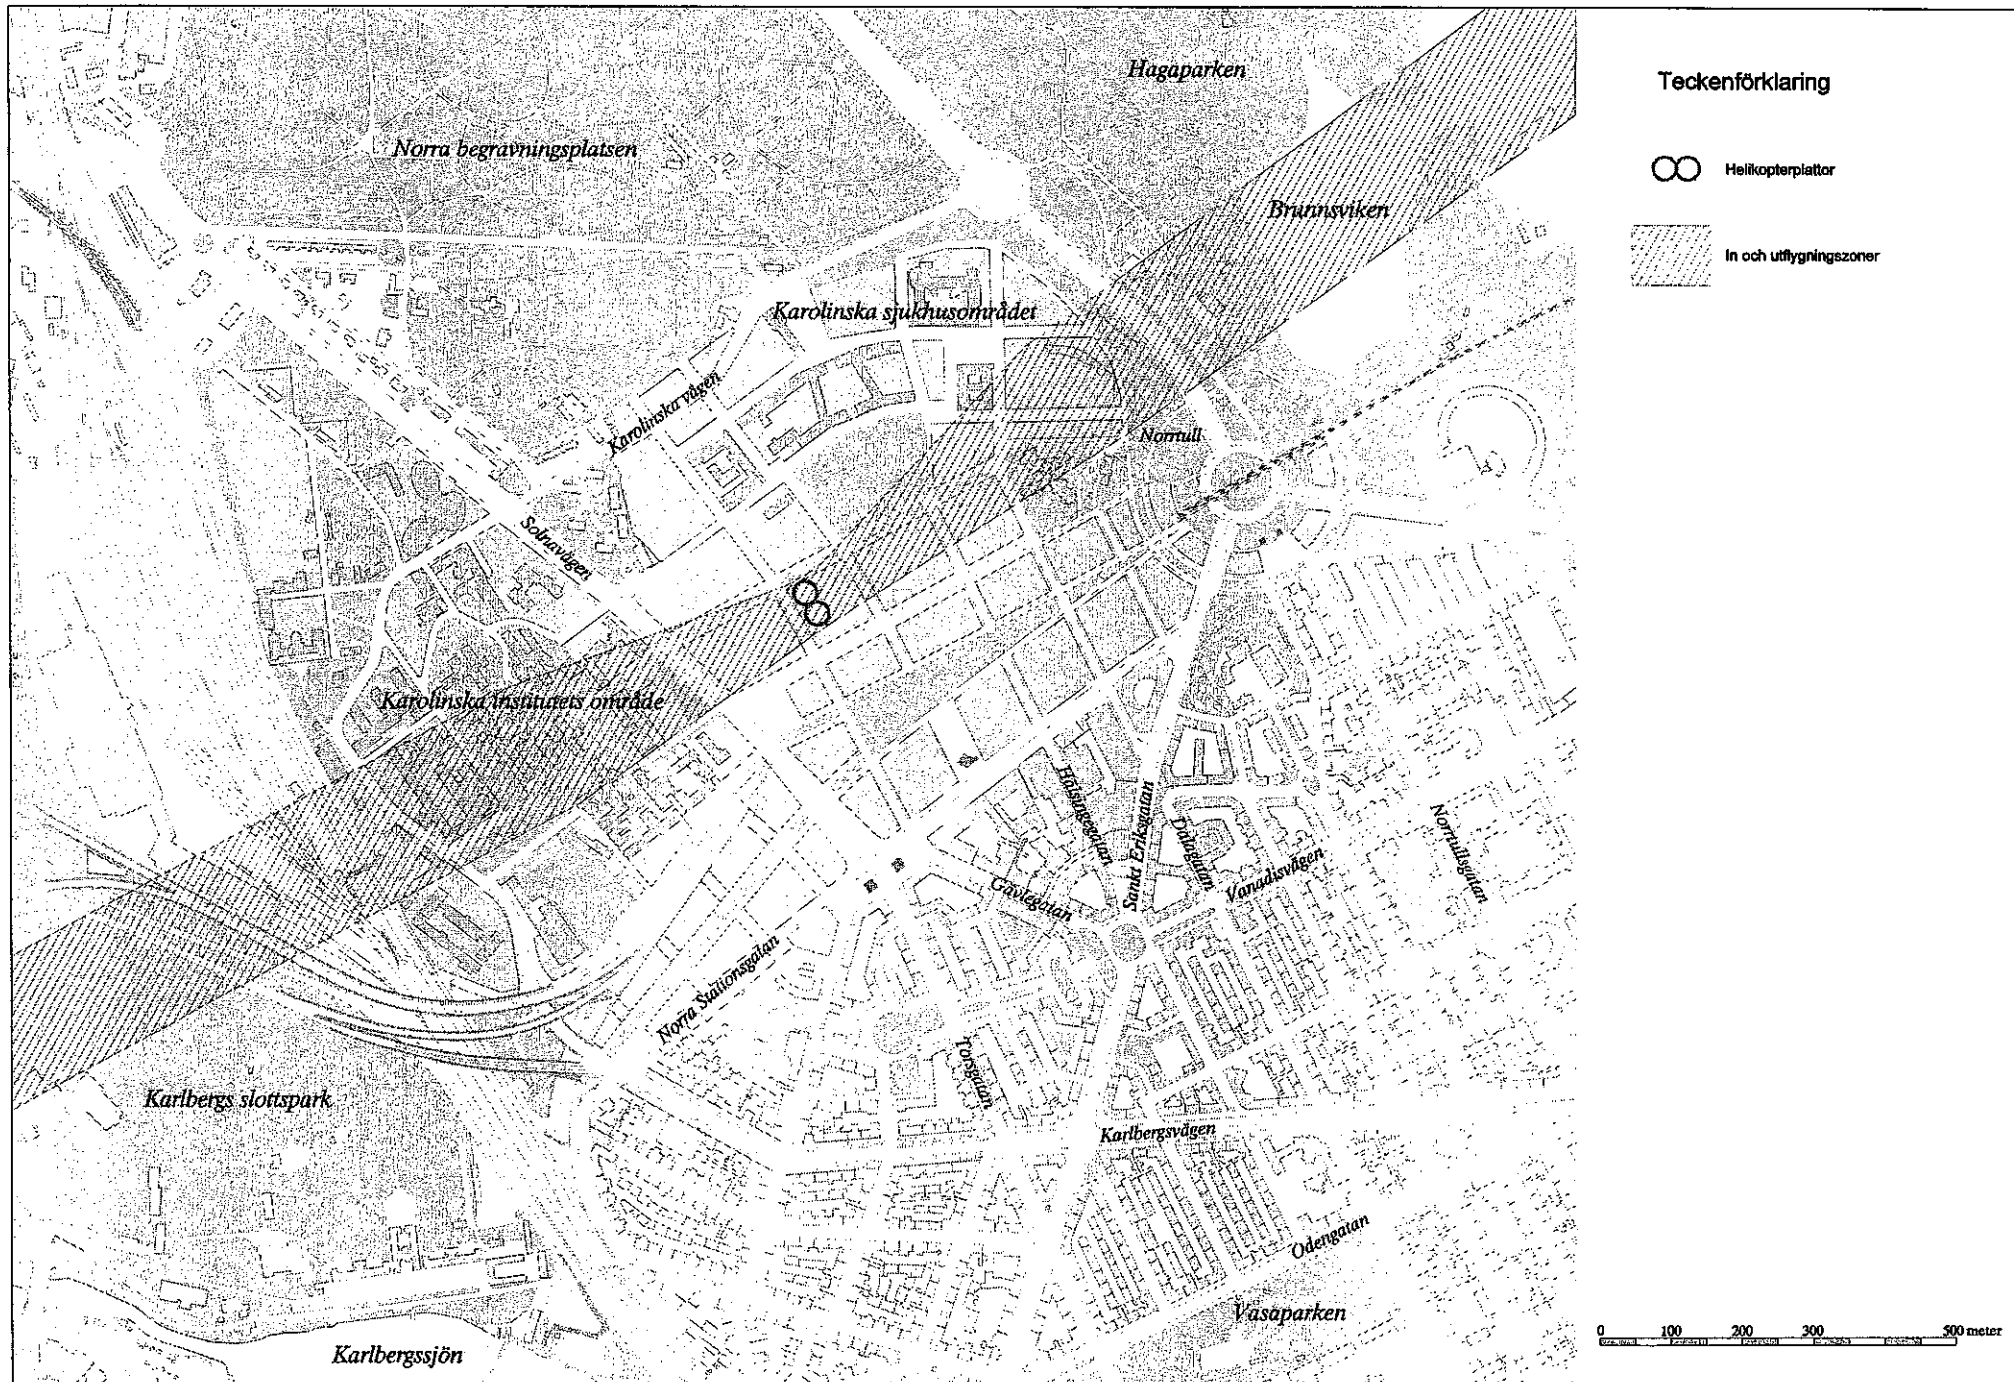 Hagaparken
Teckenförklaring
Norra begravningsplatsen
Helikopterplattor
Brunnsviken
In och utflygningszoner
Karolinska sjukhusområdet
Karolinska vägen
Norrtull
Solnavägen
Karolinska institutets område
Hälsingegatan
Sankt Eriksgatan
Dalagatan
Vanadisvägen
Norrtullsgatan
Gävlegatan
Norra Stationsgatan
Torsgatan
Karlbergs slottspark
Karlbergsvägen
Odengatan
Vasaparken
Karlbergssjön
0 100 200 300 500 meter